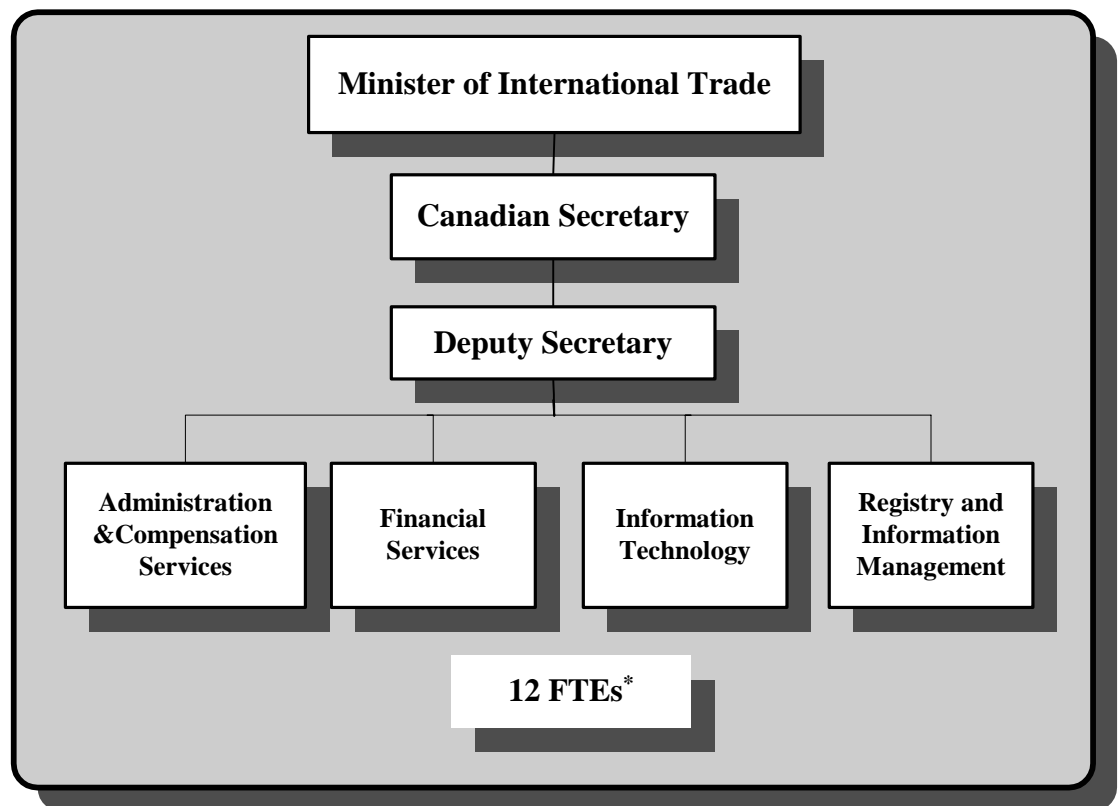 Minister of International Trade
Canadian Secretary
Deputy Secretary
Administration
&Compensation
Services
Financial
Services
Information
Technology
Registry and
Information
Management
12 FTEs*